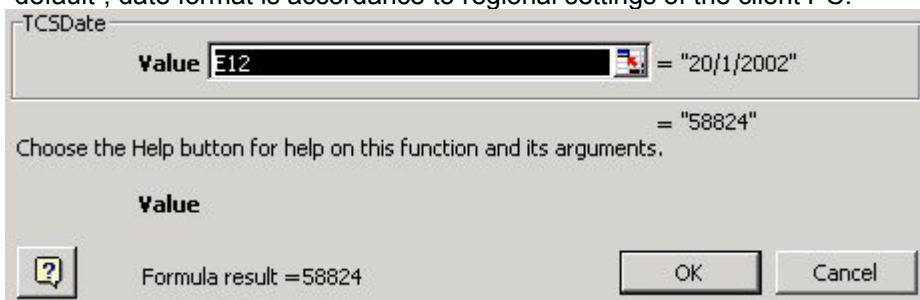 default , date format is accordance to regional settings of the client PC.
TCSDate
Value E12 = "20/1/2002"
= "58824"
Choose the Help button for help on this function and its arguments.
Value
Formula result =58824
OK Cancel